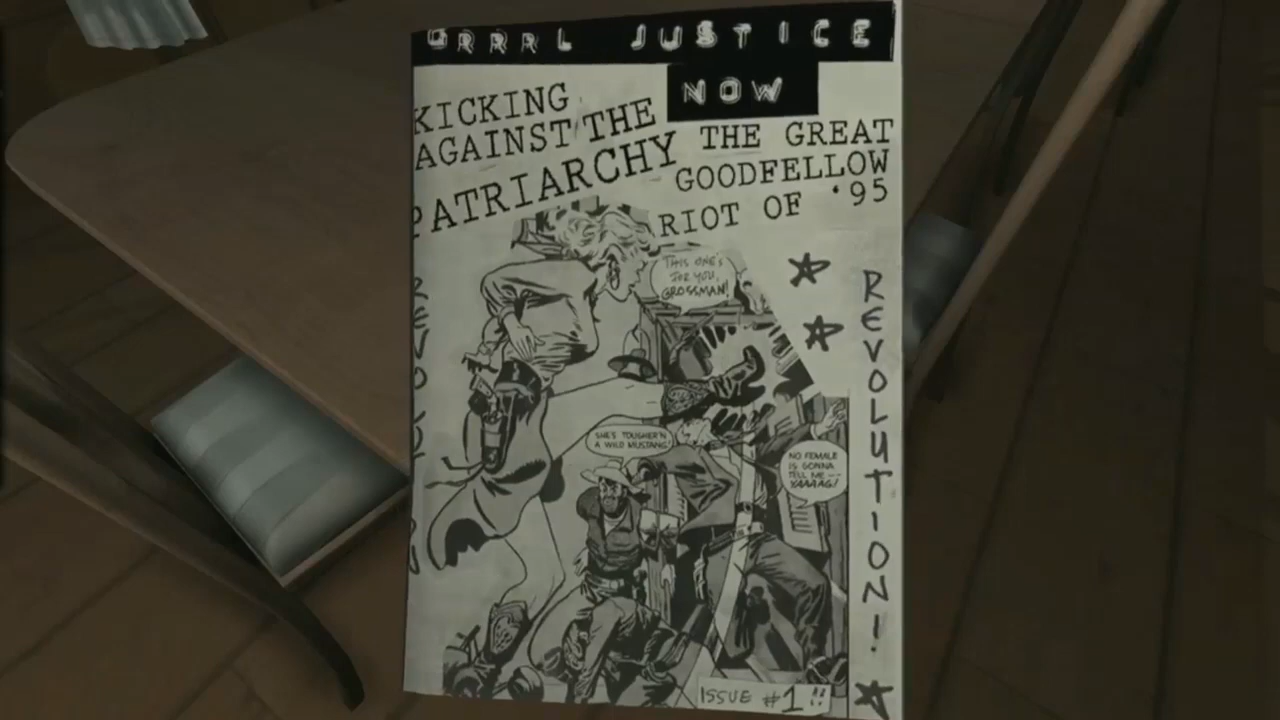 GRRRL JUSTICE
NOW
KICKING
AGAINST THE
PATRIARCHY
THE GREAT
GOODFELLOW
RIOT OF '95
THIS ONE'S
FOR YOU,
GROSSMAN!
SHE'S TOUGHER'N
A WILD MUSTANG!
NO FEMALE
IS GONNA
TELL ME--
YAAAAG!
REVOLUTION
REVOLUTION!
ISSUE #1!!